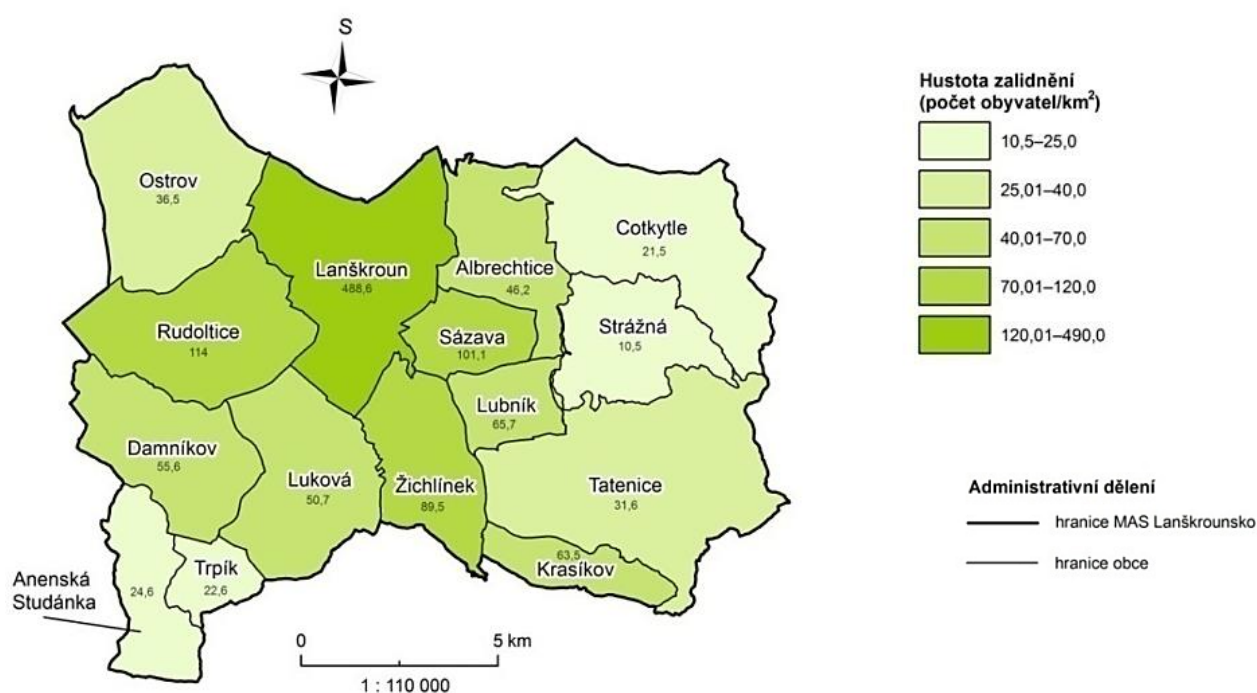 S
Hustota zalidnění
(počet obyvatel/km²)
10,5–25,0
25,01–40,0
40,01–70,0
70,01–120,0
120,01–490,0
Ostrov
36,5
Lanškroun
488,6
Albrechtice
46,2
Cotkytle
21,5
Rudoltice
114
Sázava
101,1
Strážná
10,5
Lubník
65,7
Damníkov
55,6
Luková
50,7
Žichlínek
89,5
Tatenice
31,6
63,5
Krasíkov
Trpík
22,6
Anenská
Studánka
24,6
Administrativní dělení
hranice MAS Lanškrounsko
hranice obce
0
5 km
1 : 110 000